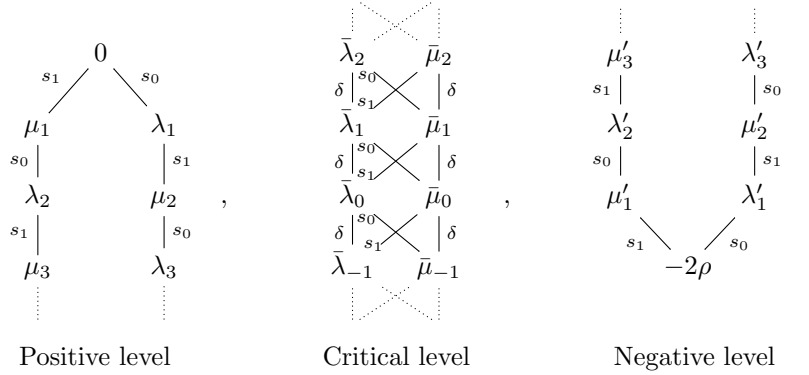 0
s₁ s₀
μ₁ λ₁
s₀ s₁
λ₂ μ₂
s₁ s₀
μ₃ λ₃
,
λ̄₂ μ̄₂
δ s₀ s₁ δ
λ̄₁ μ̄₁
δ s₀ s₁ δ
λ̄₀ μ̄₀
δ s₀ s₁ δ
λ̄₋₁ μ̄₋₁
,
μ′₃ λ′₃
s₁ s₀
λ′₂ μ′₂
s₀ s₁
μ′₁ λ′₁
s₁ s₀
−2ρ
Positive level Critical level Negative level